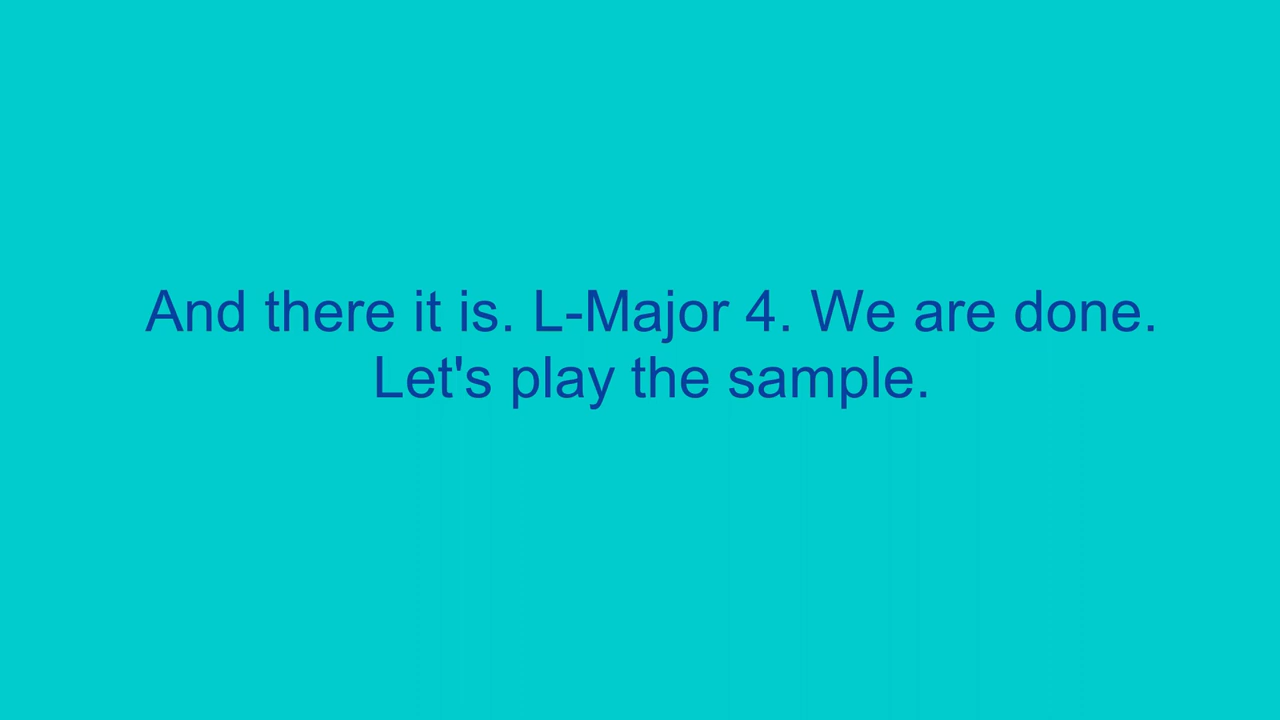 And there it is. L-Major 4. We are done.
Let's play the sample.